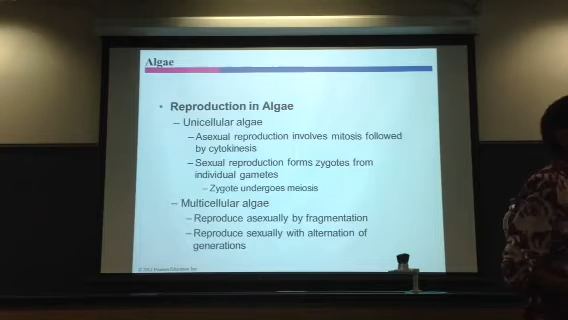 Algae
• Reproduction in Algae
– Unicellular algae
– Asexual reproduction involves mitosis followed
by cytokinesis
– Sexual reproduction forms zygotes from
individual gametes
– Zygote undergoes meiosis
– Multicellular algae
– Reproduce asexually by fragmentation
– Reproduce sexually with alternation of
generations
© 2012 Pearson Education Inc.